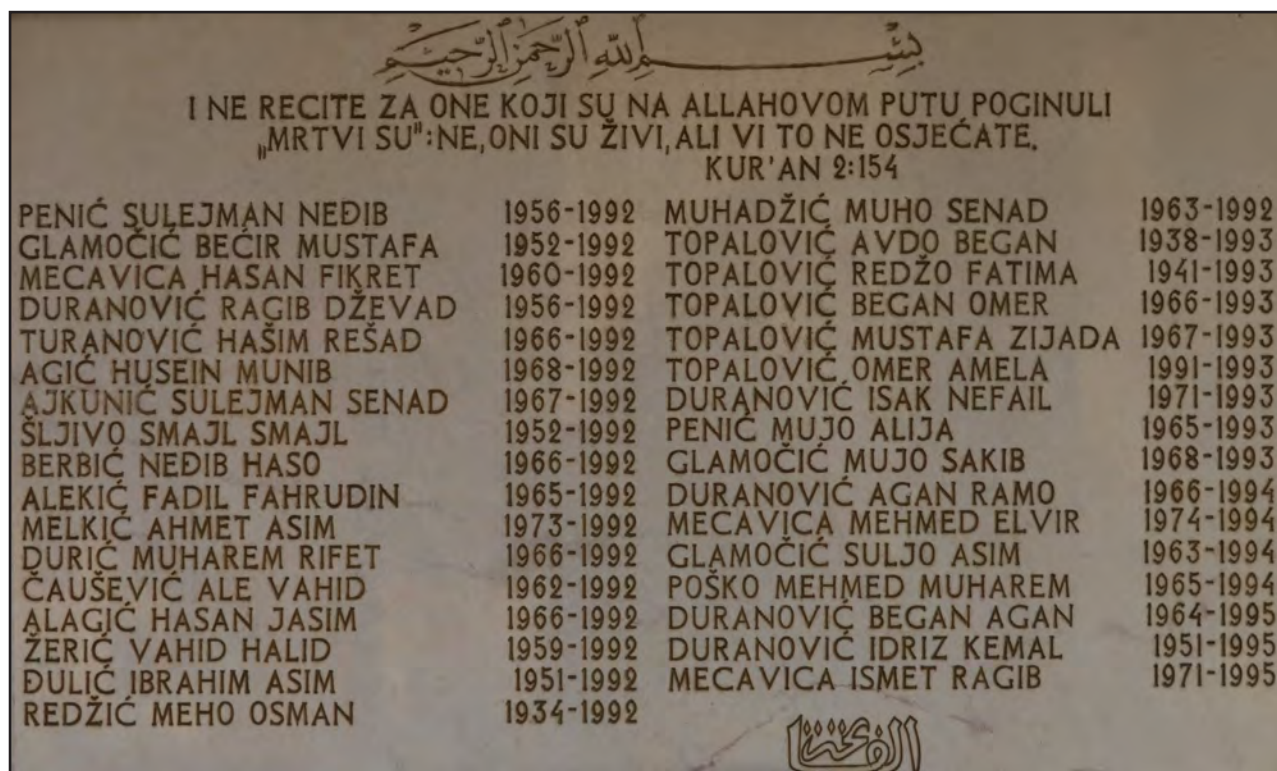 بِسْمِ اللهِ الرَّحْمٰنِ الرَّحِيْمِ
I NE RECITE ZA ONE KOJI SU NA ALLAHOVOM PUTU POGINULI
„MRTVI SU":NE,ONI SU ŽIVI,ALI VI TO NE OSJEĆATE.
KUR'AN 2:154
PENIĆ SULEJMAN NEĐIB 1956-1992
GLAMOČIĆ BEĆIR MUSTAFA 1952-1992
MECAVICA HASAN FIKRET 1960-1992
DURANOVIĆ RAGIB DŽEVAD 1956-1992
TURANOVIĆ HAŠIM REŠAD 1966-1992
AGIĆ HUSEIN MUNIB 1968-1992
AJKUNIĆ SULEJMAN SENAD 1967-1992
ŠLJIVO SMAJL SMAJL 1952-1992
BERBIĆ NEĐIB HASO 1966-1992
ALEKIĆ FADIL FAHRUDIN 1965-1992
MELKIĆ AHMET ASIM 1973-1992
DURIĆ MUHAREM RIFET 1966-1992
ČAUŠEVIĆ ALE VAHID 1962-1992
ALAGIĆ HASAN JASIM 1966-1992
ŽERIĆ VAHID HALID 1959-1992
ĐULIĆ IBRAHIM ASIM 1951-1992
REDŽIĆ MEHO OSMAN 1934-1992
MUHADŽIĆ MUHO SENAD 1963-1992
TOPALOVIĆ AVDO BEGAN 1938-1993
TOPALOVIĆ REDŽO FATIMA 1941-1993
TOPALOVIĆ BEGAN OMER 1966-1993
TOPALOVIĆ MUSTAFA ZIJADA 1967-1993
TOPALOVIĆ OMER AMELA 1991-1993
DURANOVIĆ ISAK NEFAIL 1971-1993
PENIĆ MUJO ALIJA 1965-1993
GLAMOČIĆ MUJO SAKIB 1968-1993
DURANOVIĆ AGAN RAMO 1966-1994
MECAVICA MEHMED ELVIR 1974-1994
GLAMOČIĆ SULJO ASIM 1963-1994
POŠKO MEHMED MUHAREM 1965-1994
DURANOVIĆ BEGAN AGAN 1964-1995
DURANOVIĆ IDRIZ KEMAL 1951-1995
MECAVICA ISMET RAGIB 1971-1995
الفاتحة